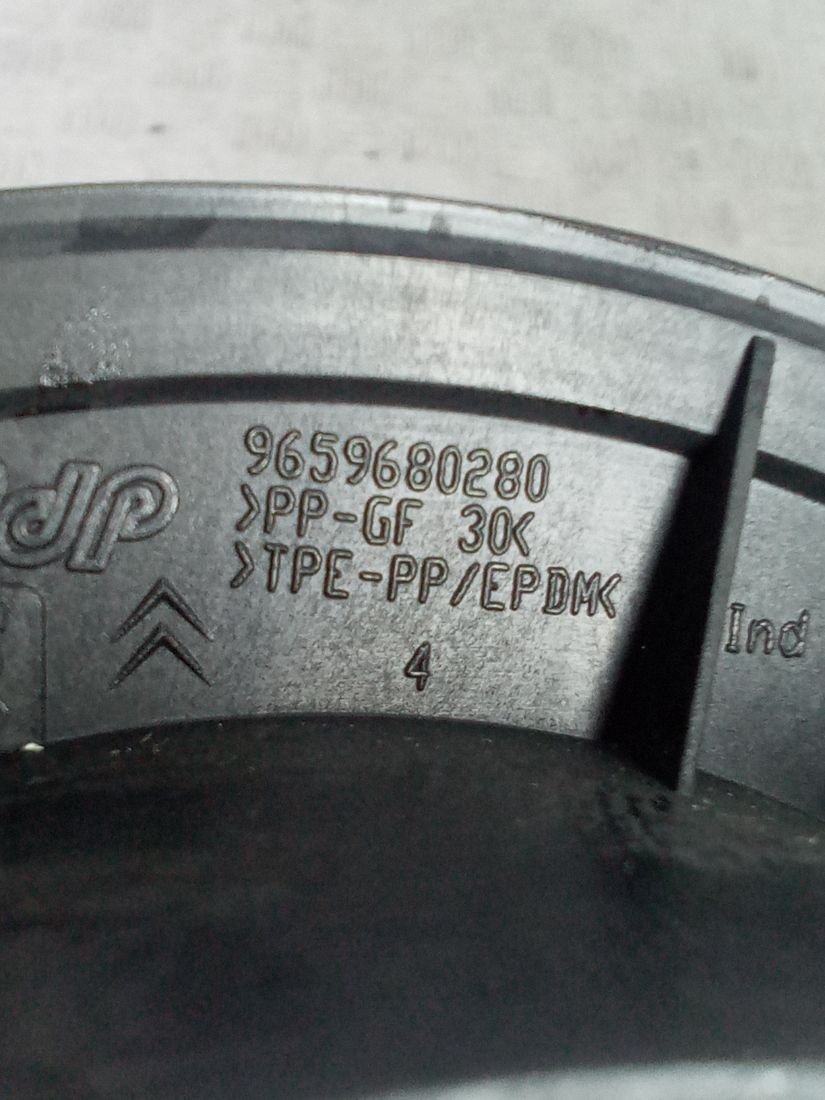 9659680280
>PP-GF 30<
>TPE-PP/EPDM<
4
Ind